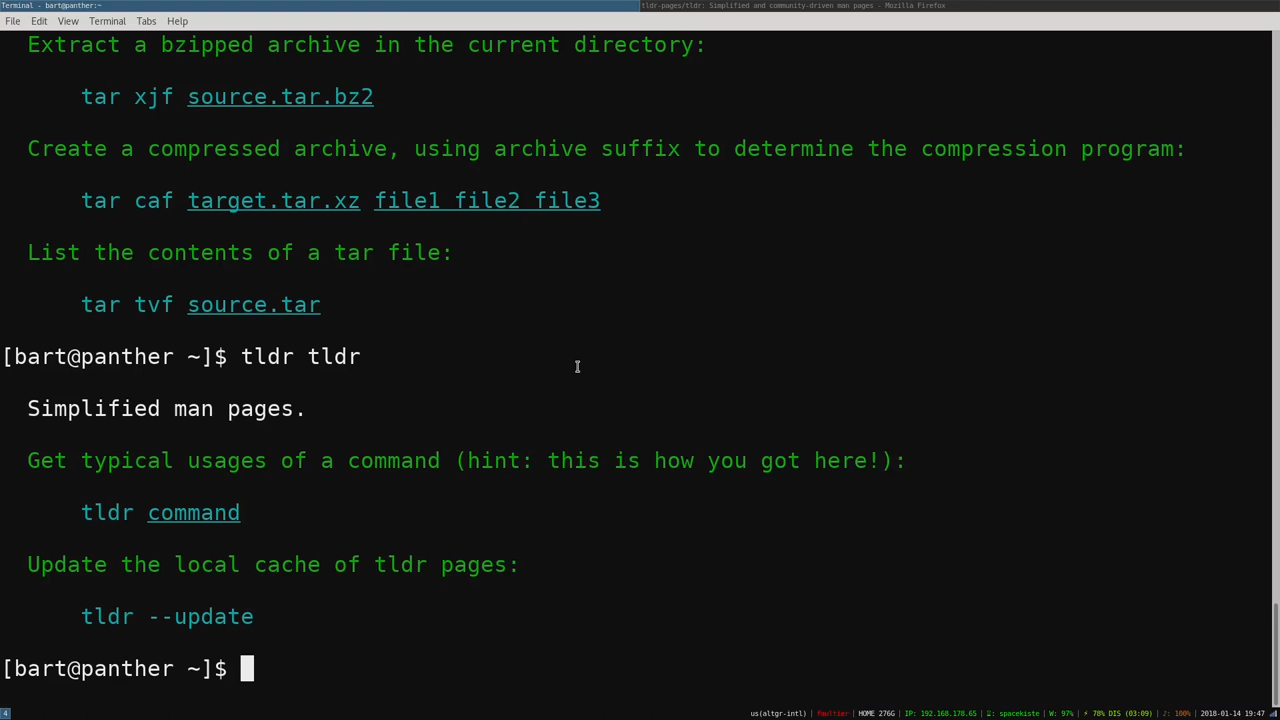 Terminal - bart@panther:~
tldr-pages/tldr: Simplified and community-driven man pages - Mozilla Firefox
File Edit View Terminal Tabs Help
Extract a bzipped archive in the current directory:
tar xjf source.tar.bz2
Create a compressed archive, using archive suffix to determine the compression program:
tar caf target.tar.xz file1 file2 file3
List the contents of a tar file:
tar tvf source.tar
[bart@panther ~]$ tldr tldr
Simplified man pages.
Get typical usages of a command (hint: this is how you got here!):
tldr command
Update the local cache of tldr pages:
tldr --update
[bart@panther ~]$
4
us(altgr-intl) | faultier | HOME 276G | IP: 192.168.178.65 | : spacekiste | W: 97% | ⚡ 78% DIS (03:09) | ♪: 100% | 2018-01-14 19:47